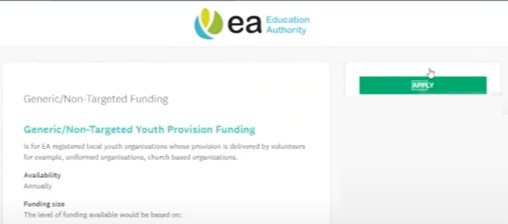 ea Education
Authority
Generic/Non-Targeted Funding
APPLY
Generic/Non-Targeted Youth Provision Funding
is for EA registered local youth organisations whose provision is delivered by volunteers
for example, uniformed organisations, church based organisations.
Availability
Annually
Funding size
The level of funding available would be based on: